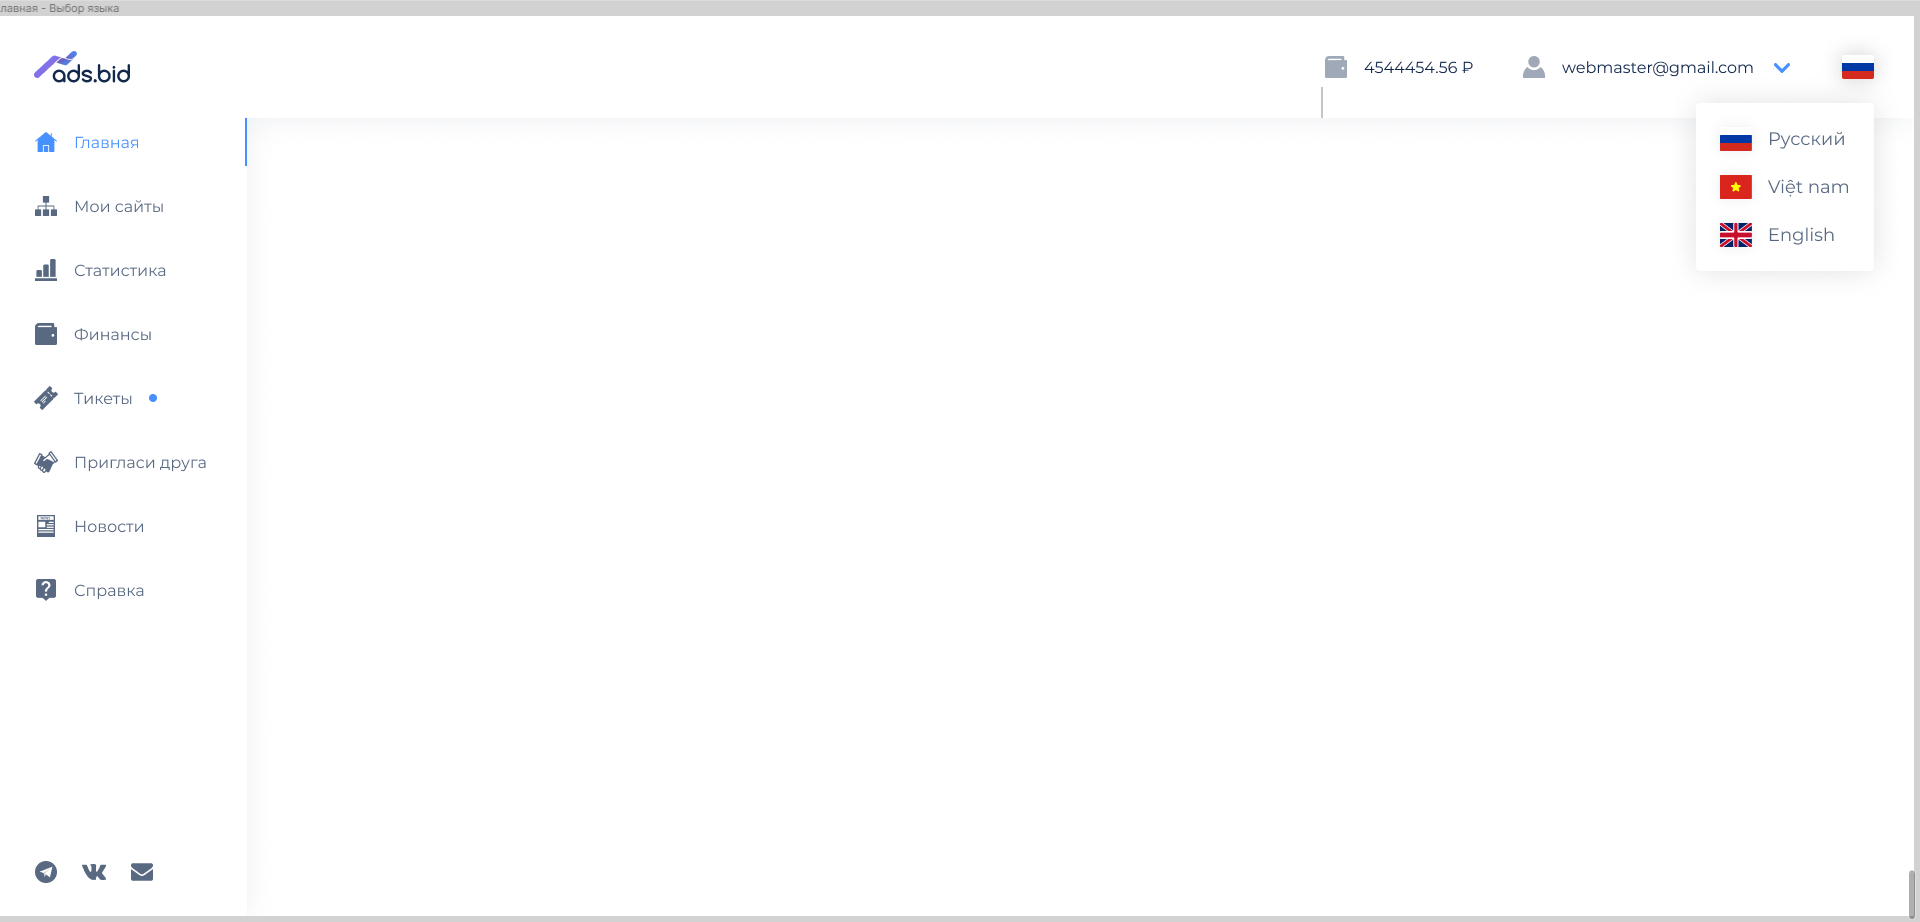 лавная - Выбор языка
ads.bid
4544454.56 ₽
webmaster@gmail.com
Русский
Việt nam
English
Главная
Мои сайты
Статистика
Финансы
Тикеты
Пригласи друга
Новости
Справка